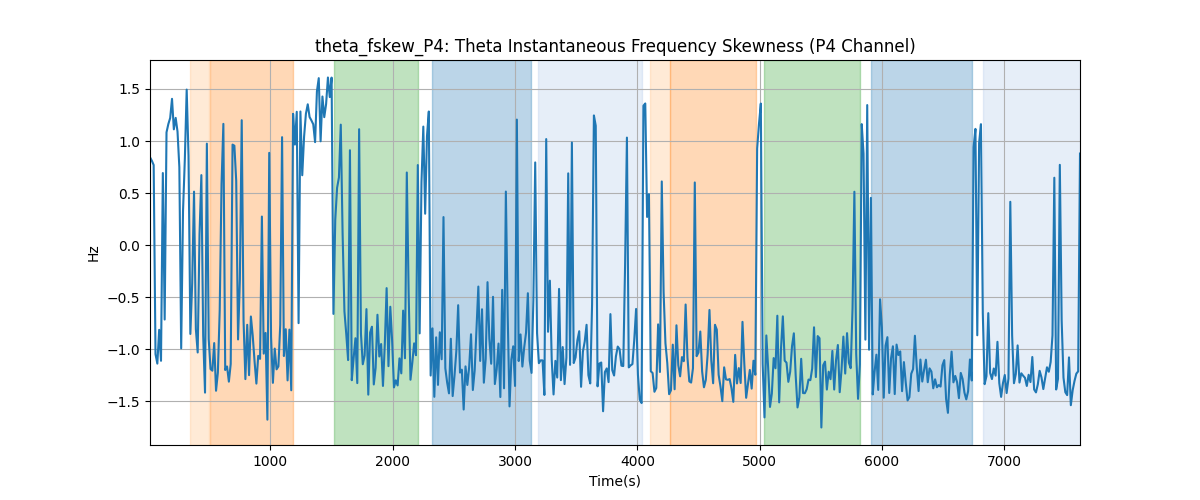 theta_fskew_P4: Theta Instantaneous Frequency Skewness (P4 Channel)
1.5
1.0
0.5
0.0
−0.5
−1.0
−1.5
Hz
1000 2000 3000 4000 5000 6000 7000
Time(s)